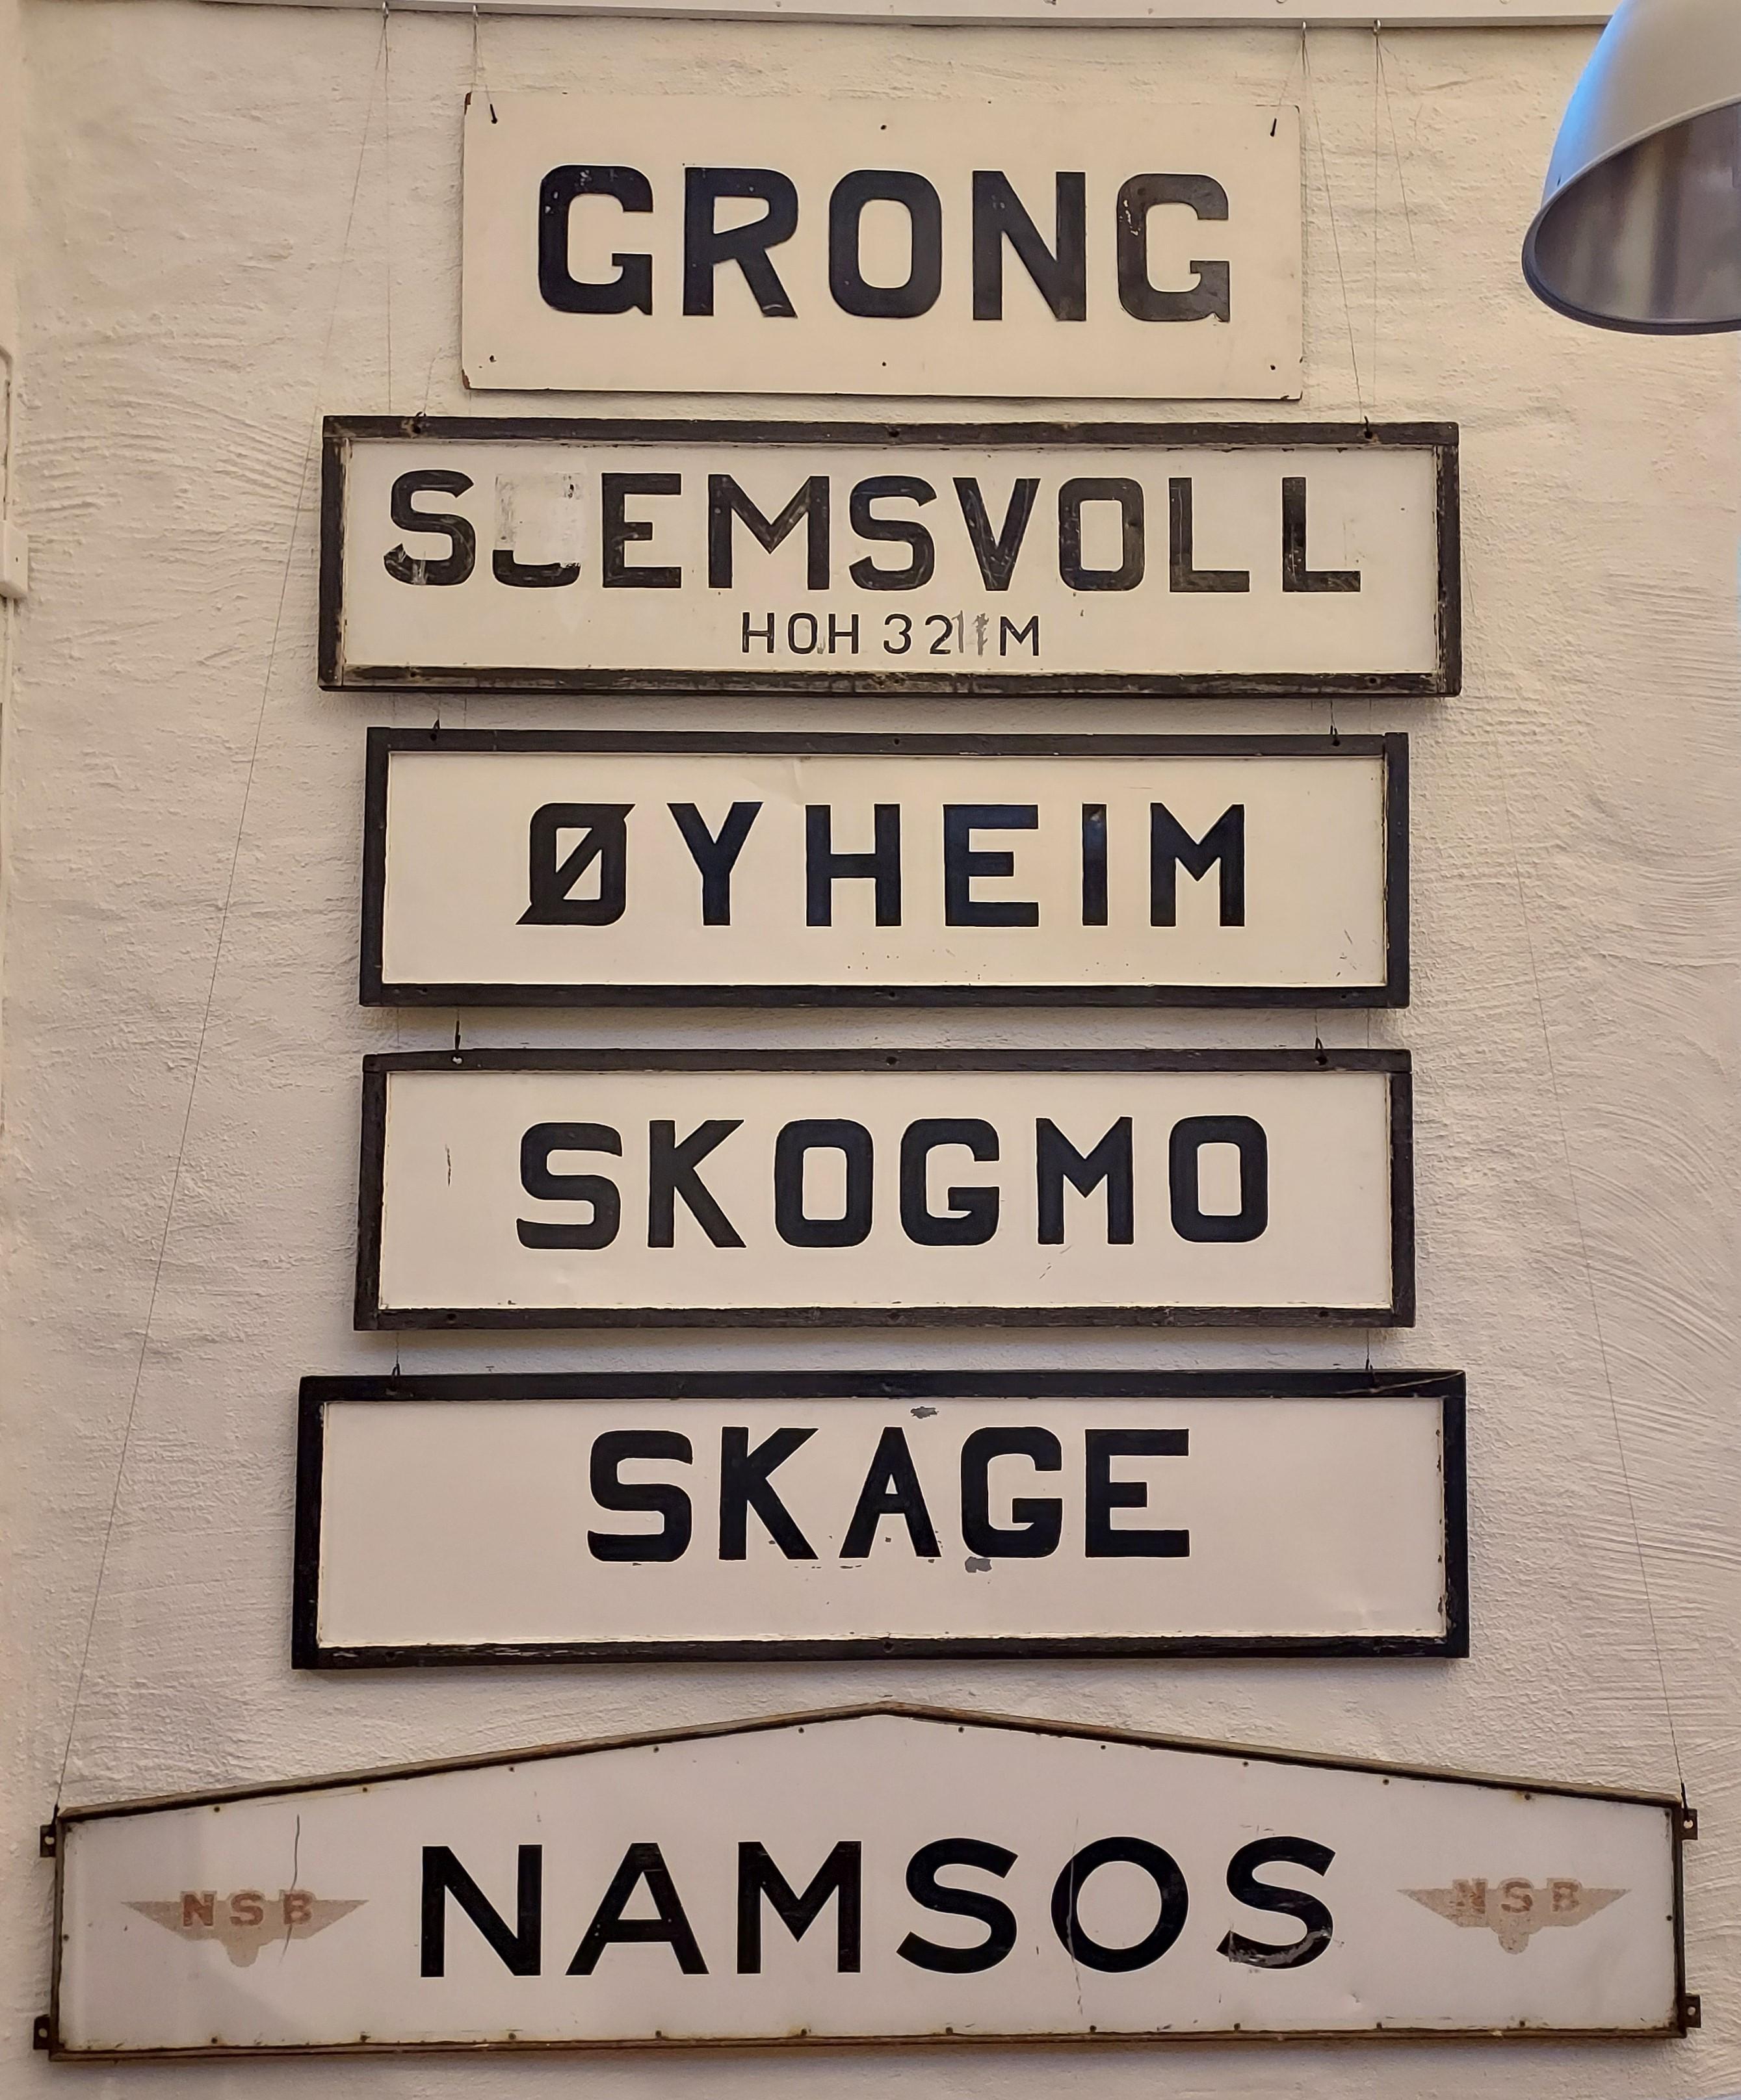 GRONG
SJEMSVOLL
HOH M
ØYHEIM
SKOGMO
SKAGE
NSB NAMSOS NSB